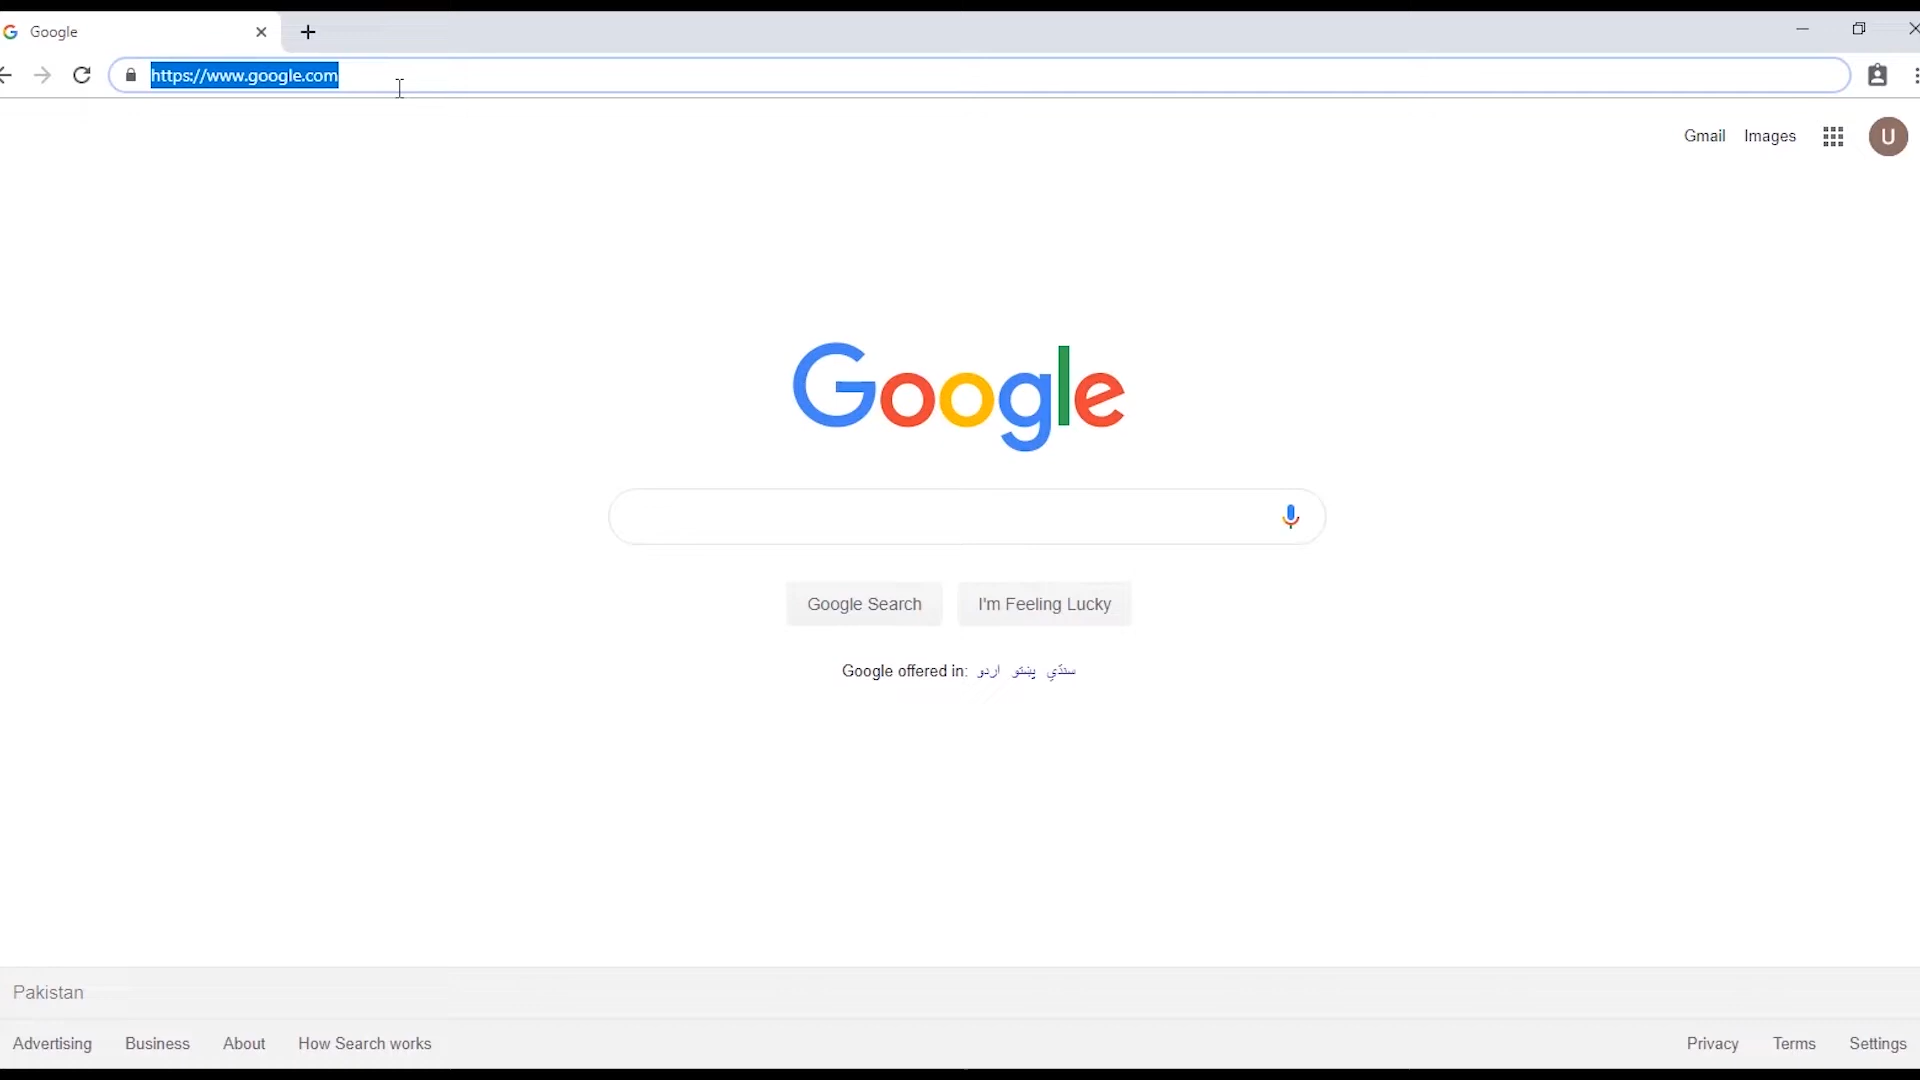 Google
https://www.google.com
Gmail Images
U
Google
Google Search I'm Feeling Lucky
Google offered in: اردو پښتو سنڌي
Pakistan
Advertising Business About How Search works Privacy Terms Settings